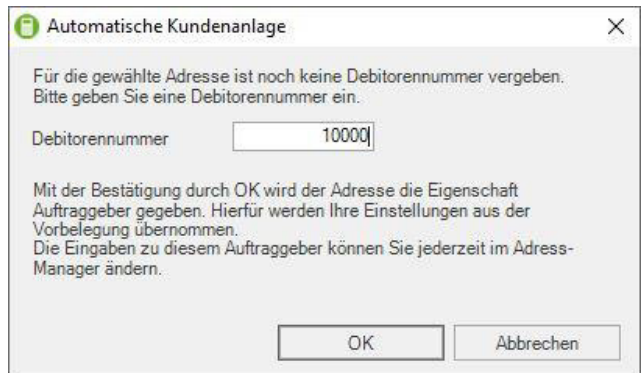 Automatische Kundenanlage
Für die gewählte Adresse ist noch keine Debitorennummer vergeben.
Bitte geben Sie eine Debitorennummer ein.
Debitorennummer 10000
Mit der Bestätigung durch OK wird der Adresse die Eigenschaft
Auftraggeber gegeben. Hierfür werden Ihre Einstellungen aus der
Vorbelegung übernommen.
Die Eingaben zu diesem Auftraggeber können Sie jederzeit im Adress-
Manager ändern.
OK Abbrechen